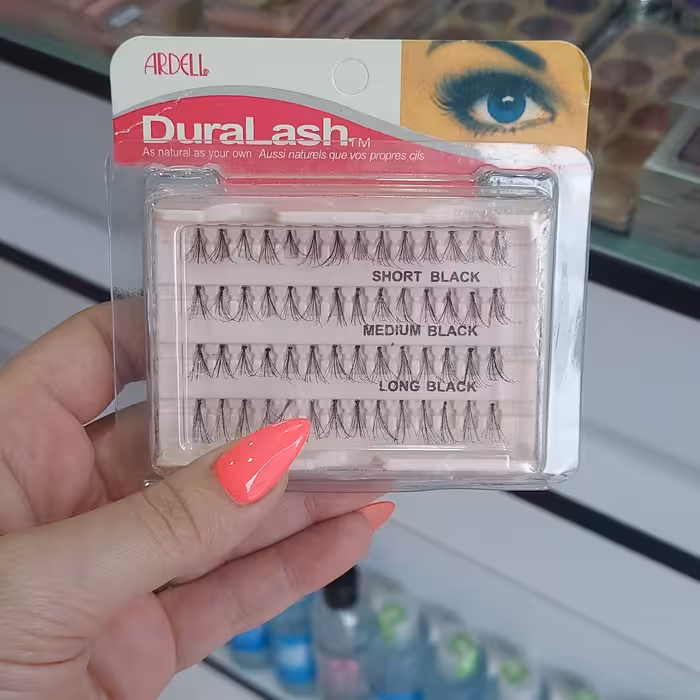 ARDELL®
DuraLash™
As natural as your own Aussi naturels que vos propres cils
SHORT BLACK
MEDIUM BLACK
LONG BLACK